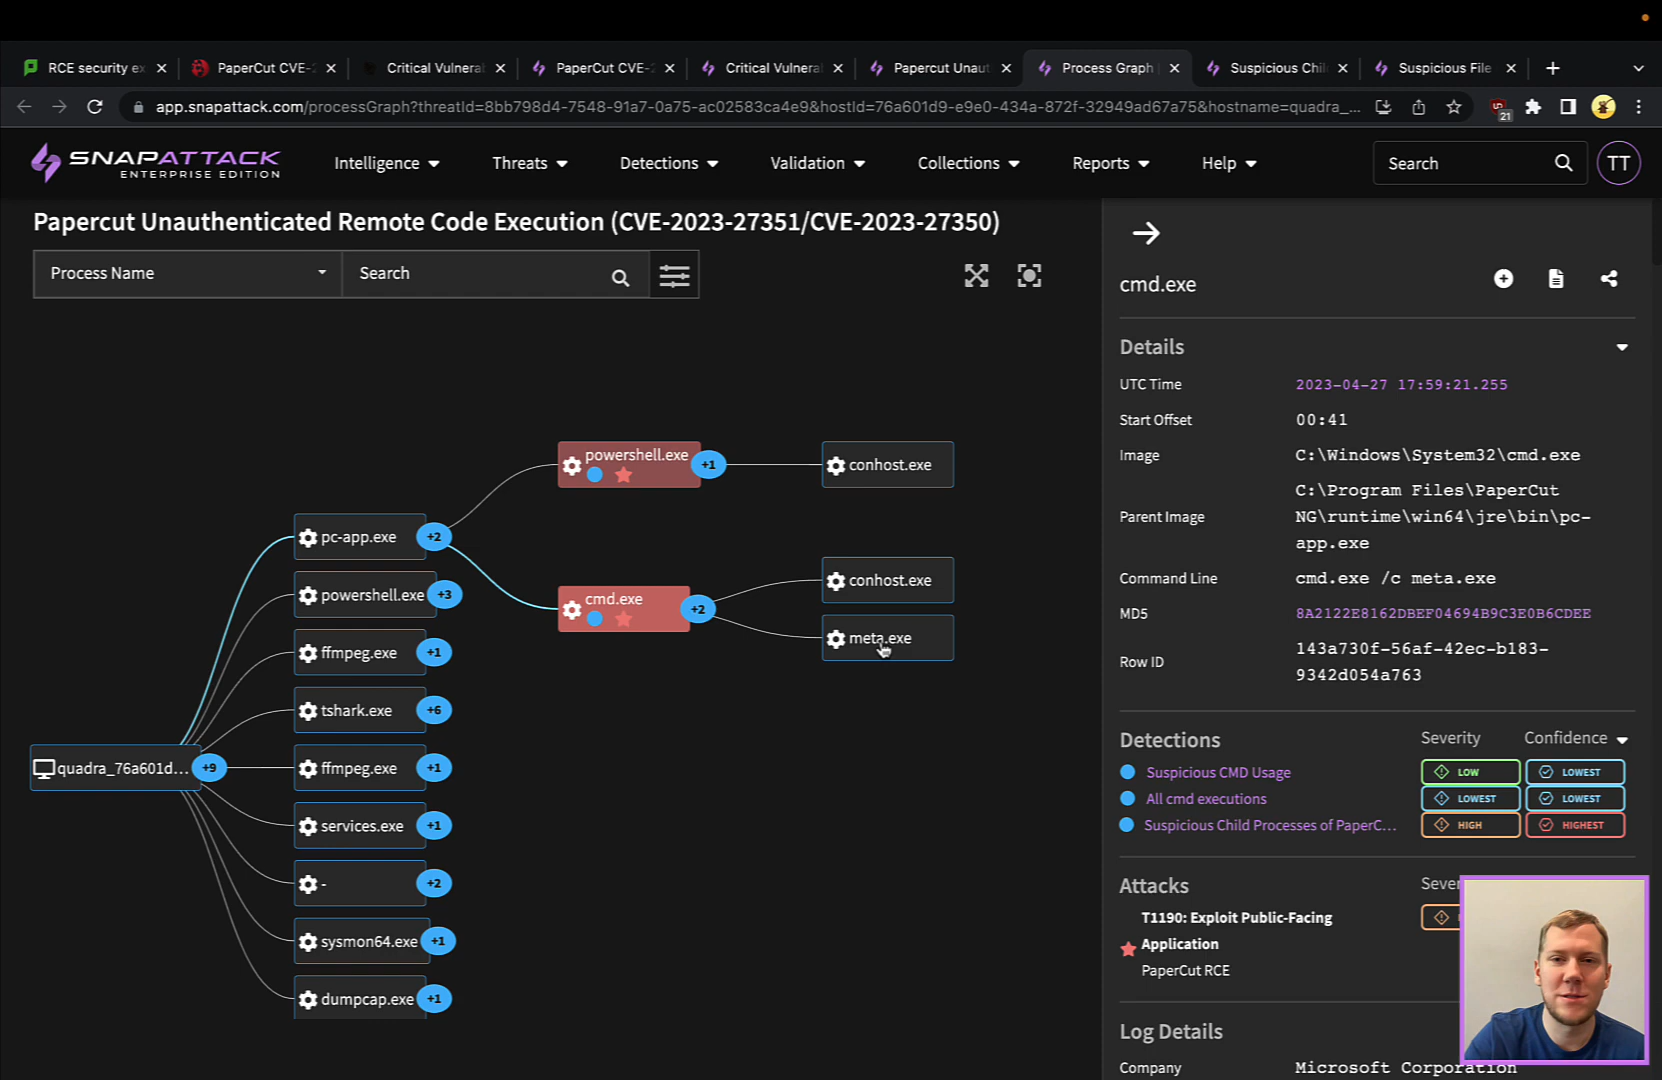 RCE security ex
PaperCut CVE-2
Critical Vulnera
PaperCut CVE-
Critical Vulnera
Papercut Unaut
Process Graph
Suspicious Chil
Suspicious File
app.snapattack.com/processGraph?threatId=8bb798d4-7548-91a7-0a75-ac02583ca4e9&hostId=76a601d9-e9e0-434a-872f-32949ad67a75&hostname=quadra_...
21
SNAPATTACK
ENTERPRISE EDITION
Intelligence
Threats
Detections
Validation
Collections
Reports
Help
Search
TT
Papercut Unauthenticated Remote Code Execution (CVE-2023-27351/CVE-2023-27350)
Process Name
Search
quadra_76a601d...
+9
pc-app.exe
+2
powershell.exe
+3
ffmpeg.exe
+1
tshark.exe
+6
ffmpeg.exe
+1
services.exe
+1
-
+2
sysmon64.exe
+1
dumpcap.exe
+1
powershell.exe
+1
cmd.exe
+2
conhost.exe
conhost.exe
meta.exe
cmd.exe
Details
UTC Time 2023-04-27 17:59:21.255
Start Offset 00:41
Image C:\Windows\System32\cmd.exe
Parent Image C:\Program Files\PaperCut
NG\runtime\win64\jre\bin\pc-
app.exe
Command Line cmd.exe /c meta.exe
MD5 8A2122E8162DBEF04694B9C3E0B6CDEE
Row ID 143a730f-56af-42ec-b183-
9342d054a763
Detections Severity Confidence
Suspicious CMD Usage LOW LOWEST
All cmd executions LOWEST LOWEST
Suspicious Child Processes of PaperC... HIGH HIGHEST
Attacks Sever
T1190: Exploit Public-Facing
Application
PaperCut RCE
Log Details
Company Microsoft Corporation